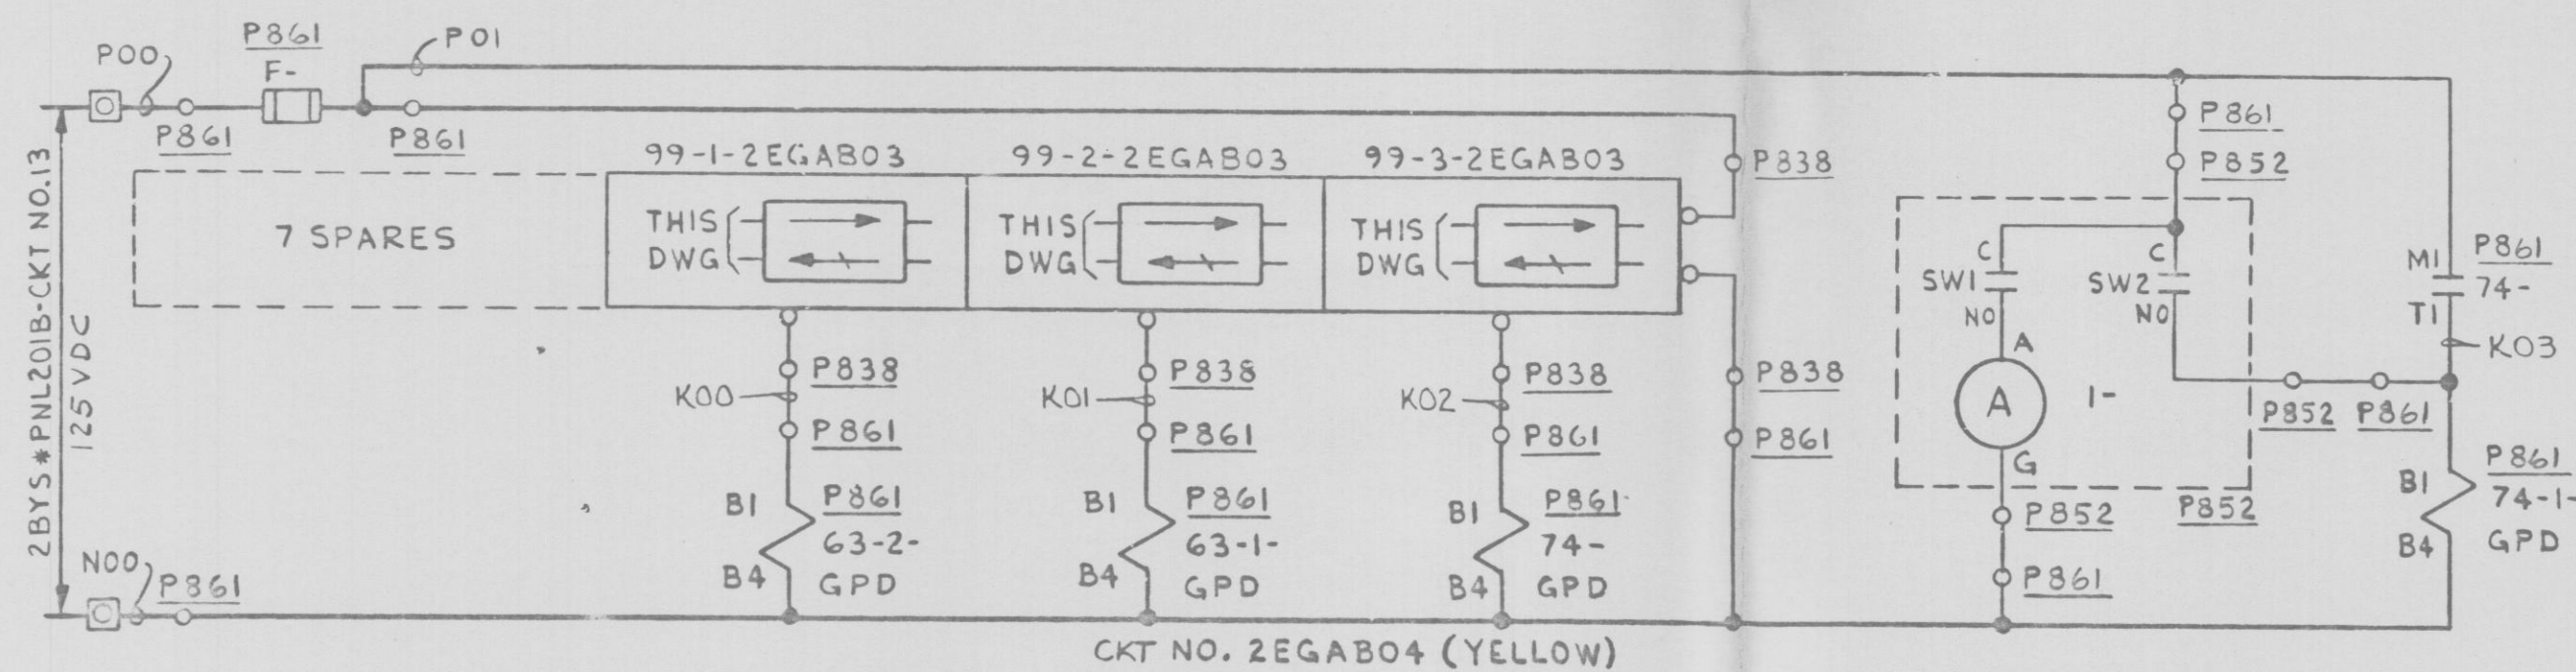 P861
P00
F-
P01
P861
P861
2BYS*PNL201B-CKT NO.13
125VDC
7 SPARES
99-1-2EGAB03
99-2-2EGAB03
99-3-2EGAB03
THIS
DWG
THIS
DWG
THIS
DWG
P838
P861
P852
C
C
SW1
SW2
NO
NO
A
A
G
I-
M1
P861
74-
T1
K03
P852
P861
P838
K00
P861
P838
K01
P861
P838
K02
P861
P838
P861
B1
P861
63-2-
B4
GPD
B1
P861
63-1-
B4
GPD
B1
P861
74-
B4
GPD
P852
P852
P861
B1
P861
74-1-
B4
GPD
N00
P861
CKT NO. 2EGAB04 (YELLOW)